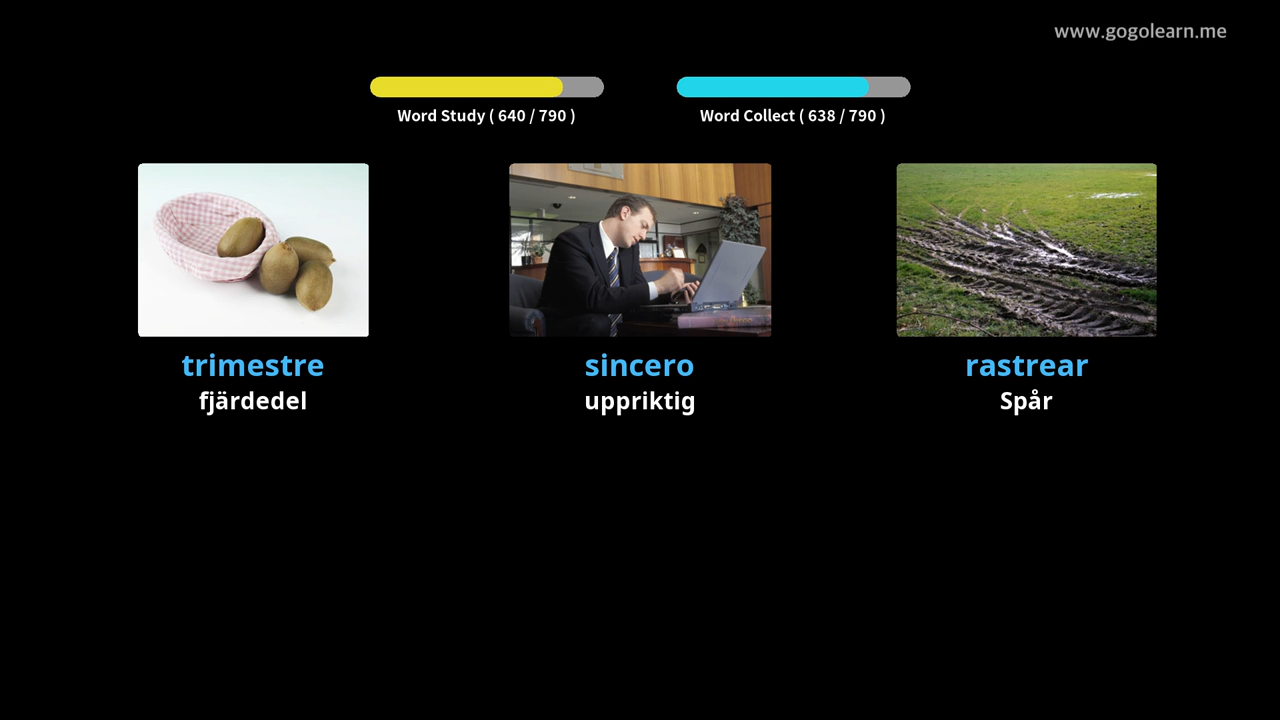 www.gogolearn.me
Word Study ( 640 / 790 )
Word Collect ( 638 / 790 )
trimestre
fjärdedel
sincero
uppriktig
rastrear
Spår